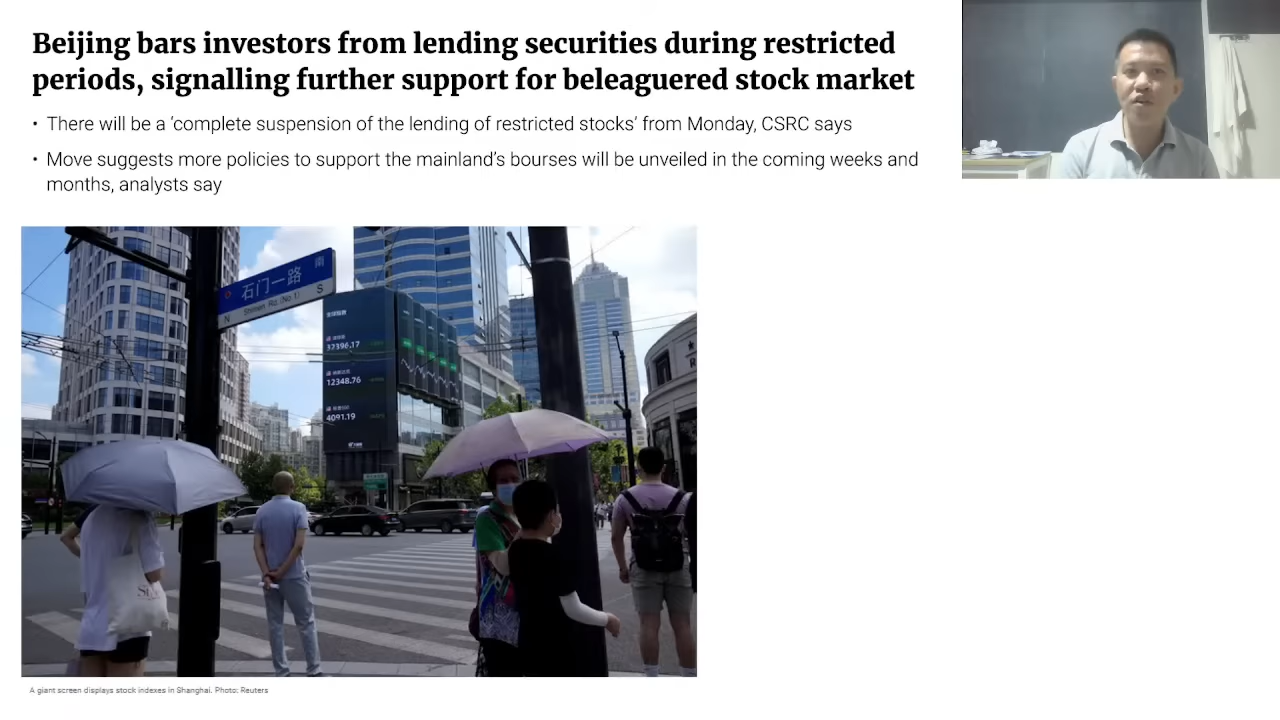 Beijing bars investors from lending securities during restricted
periods, signalling further support for beleaguered stock market
• There will be a ‘complete suspension of the lending of restricted stocks’ from Monday, CSRC says
• Move suggests more policies to support the mainland’s bourses will be unveiled in the coming weeks and
months, analysts say
石门一路
南
N Shimen Rd. (No.1) S
32396.17
12348.76
4091.19
A giant screen displays stock indexes in Shanghai. Photo: Reuters